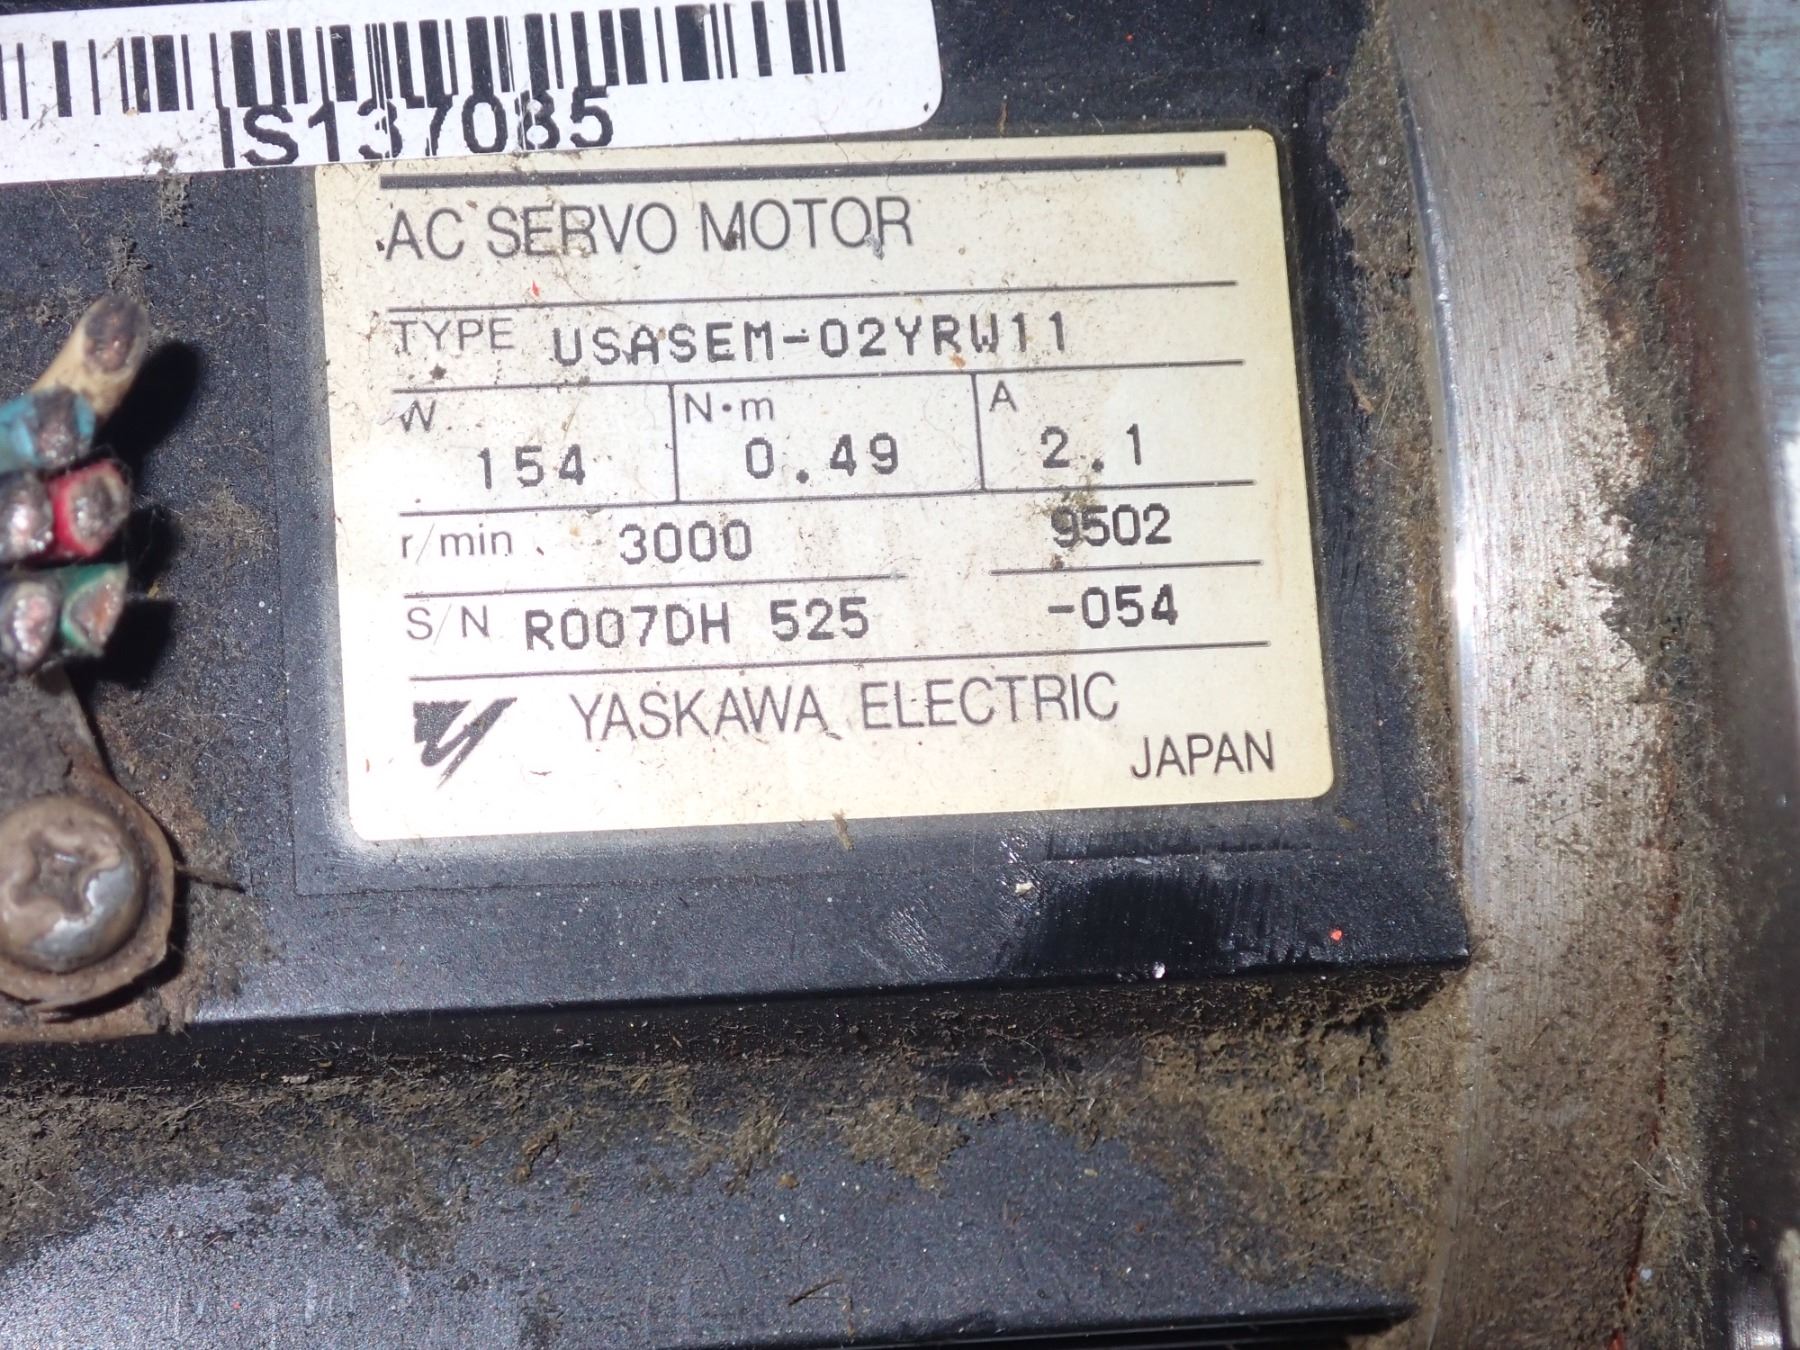 IS137085
AC SERVO MOTOR
TYPE USASEM-02YRW11
W N·m A
154 0.49 2.1
r/min 3000 9502
S/N R007DH 525 -054
YASKAWA ELECTRIC
JAPAN